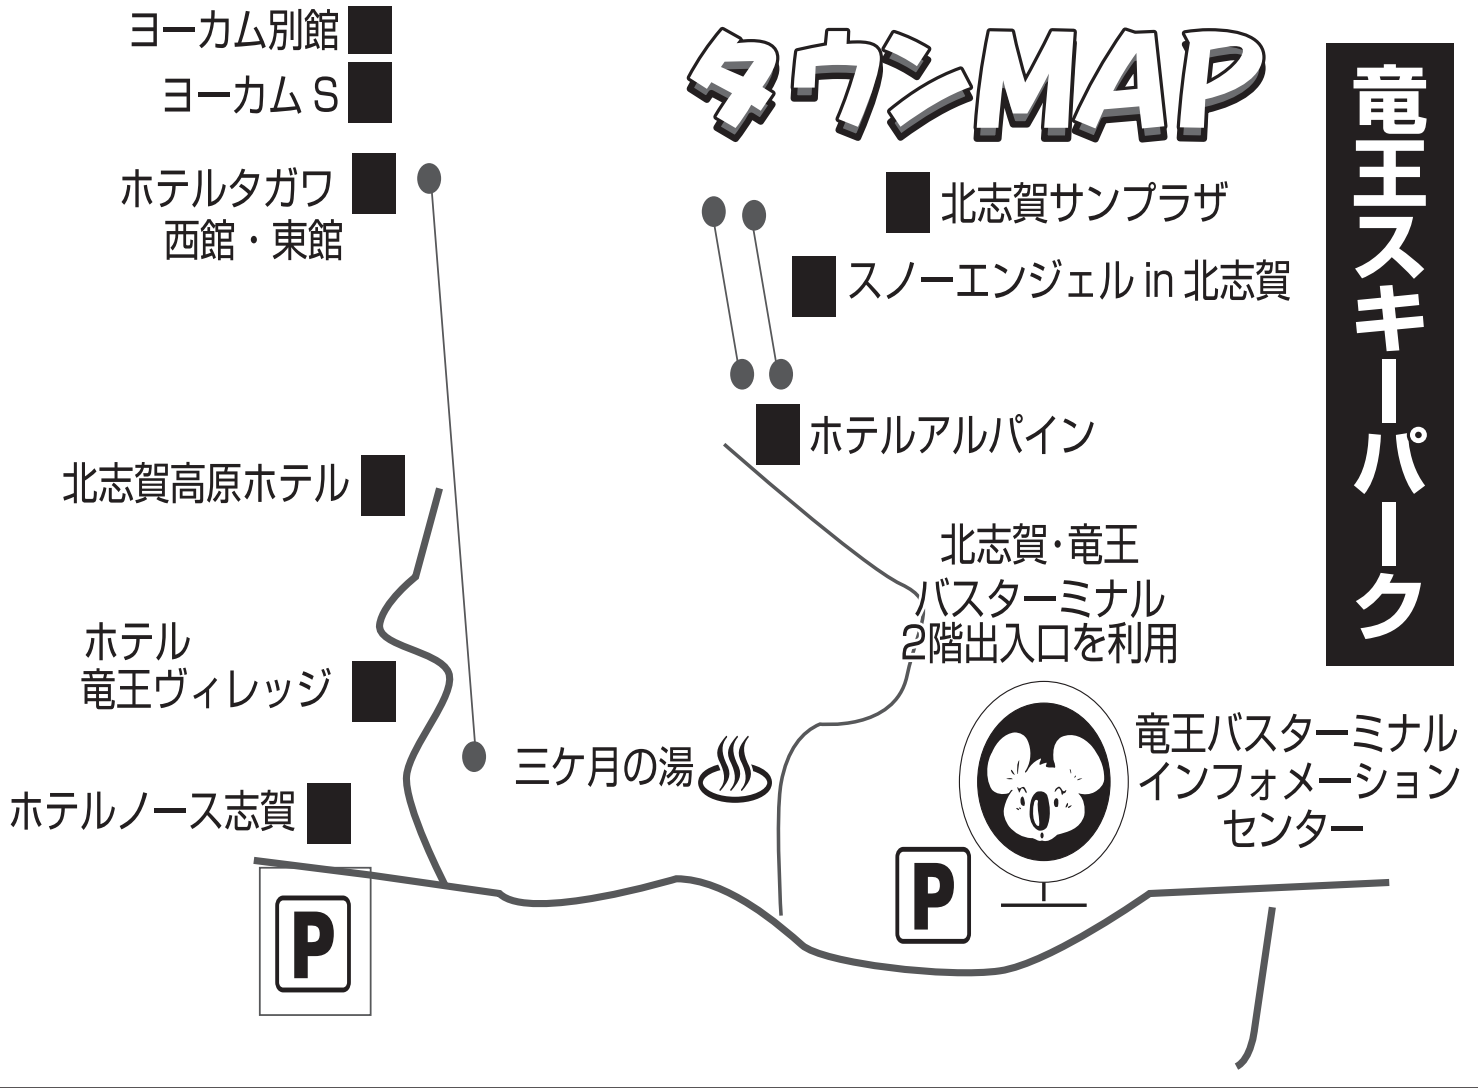 タウンMAP
竜王スキーパーク
ヨーカム別館
ヨーカム S
ホテルタガワ
西館・東館
北志賀サンプラザ
スノーエンジェル in 北志賀
ホテルアルパイン
北志賀高原ホテル
北志賀・竜王
バスターミナル
2階出入口を利用
ホテル
竜王ヴィレッジ
三ケ月の湯
竜王バスターミナル
インフォメーション
センター
ホテルノース志賀
P
P